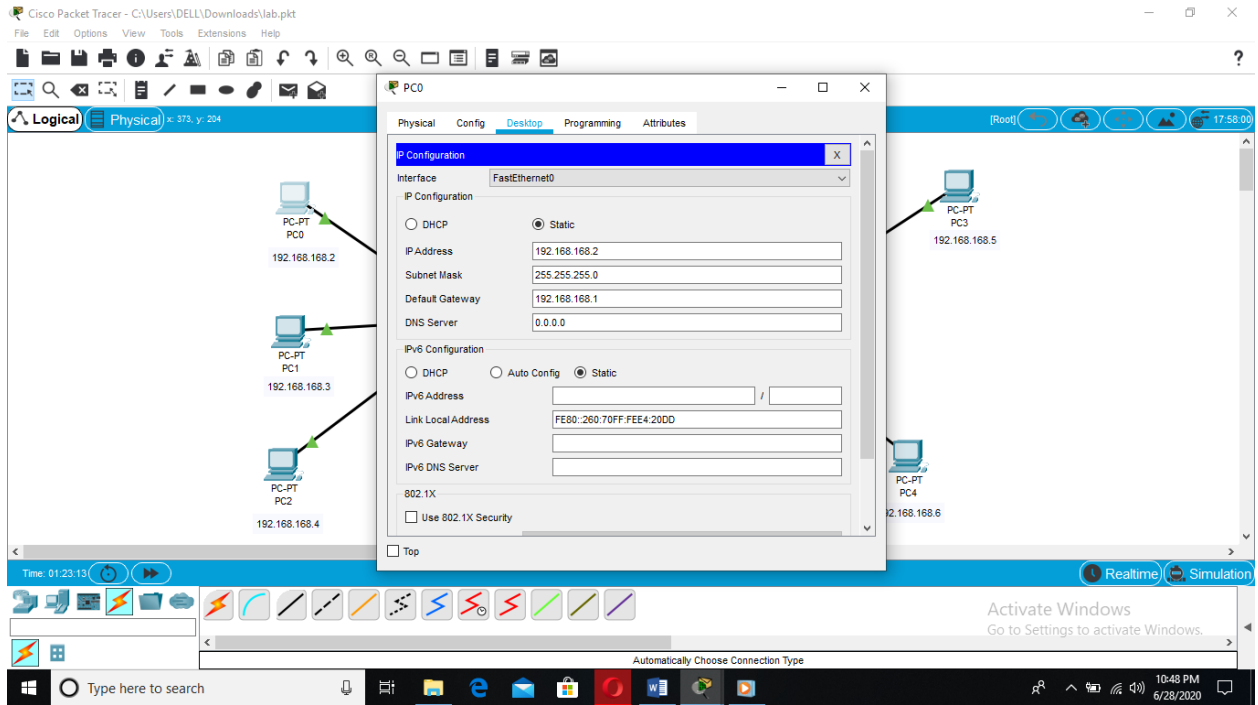 Cisco Packet Tracer - C:\Users\DELL\Downloads\lab.pkt
File Edit Options View Tools Extensions Help
?
Logical Physical x: 373, y: 204 [Root] 17:58:00
PC0
Physical Config Desktop Programming Attributes
IP Configuration X
Interface FastEthernet0
IP Configuration
DHCP Static
IP Address 192.168.168.2
Subnet Mask 255.255.255.0
Default Gateway 192.168.168.1
DNS Server 0.0.0.0
IPv6 Configuration
DHCP Auto Config Static
IPv6 Address /
Link Local Address FE80::260:70FF:FEE4:20DD
IPv6 Gateway
IPv6 DNS Server
802.1X
Use 802.1X Security
Top
PC-PT
PC0
192.168.168.2
PC-PT
PC1
192.168.168.3
PC-PT
PC2
192.168.168.4
PC-PT
PC3
192.168.168.5
PC-PT
PC4
2.168.168.6
Time: 01:23:13 Realtime Simulation
Activate Windows
Go to Settings to activate Windows.
Automatically Choose Connection Type
Type here to search
10:48 PM
6/28/2020